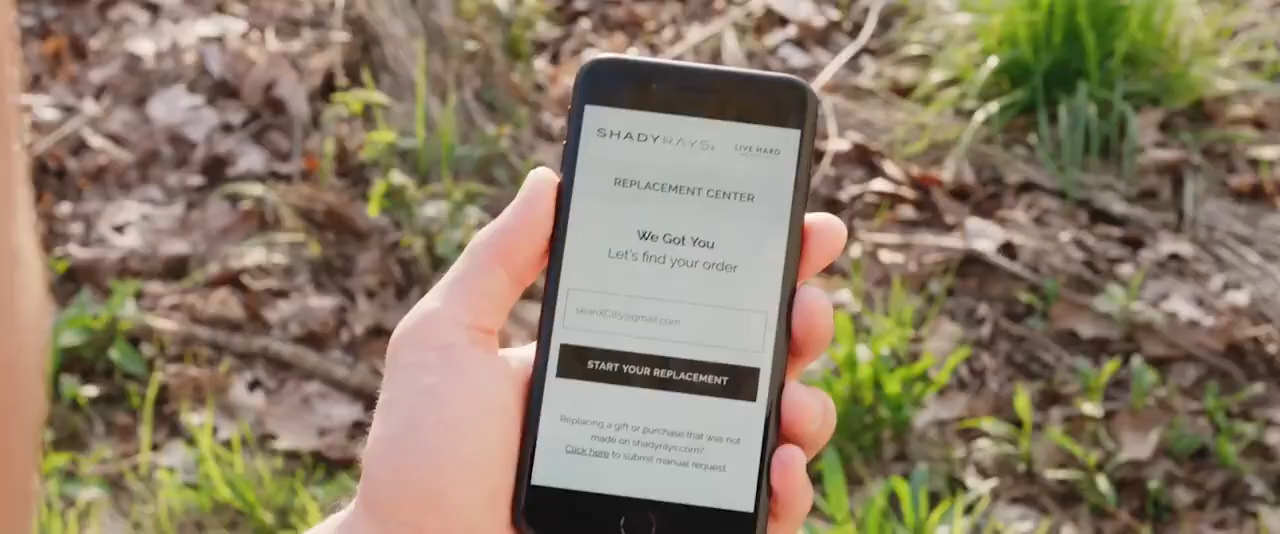 SHADYRAYS
LIVE HARD
REPLACEMENT CENTER
We Got You
Let's find your order
START YOUR REPLACEMENT
Replacing a gift or purchase that was not
made on shadyrays.com?
Click here to submit manual request.